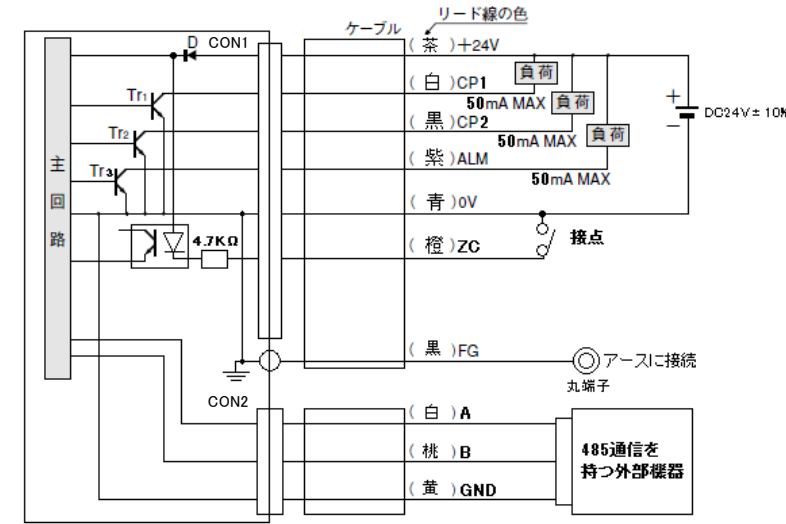 リード線の色
ケーブル
D CON1
(茶)＋24V
負荷
(白)CP1
50mA MAX
負荷
Tr1
(黒)CP2
50mA MAX
負荷
Tr2
(紫)ALM
50mA MAX
Tr3
＋
－
DC24V±10%
主回路
(青)0V
4.7KΩ
(橙)ZC
接点
(黒)FG
アースに接続
丸端子
CON2
(白)A
(桃)B
(黄)GND
485通信を
持つ外部機器